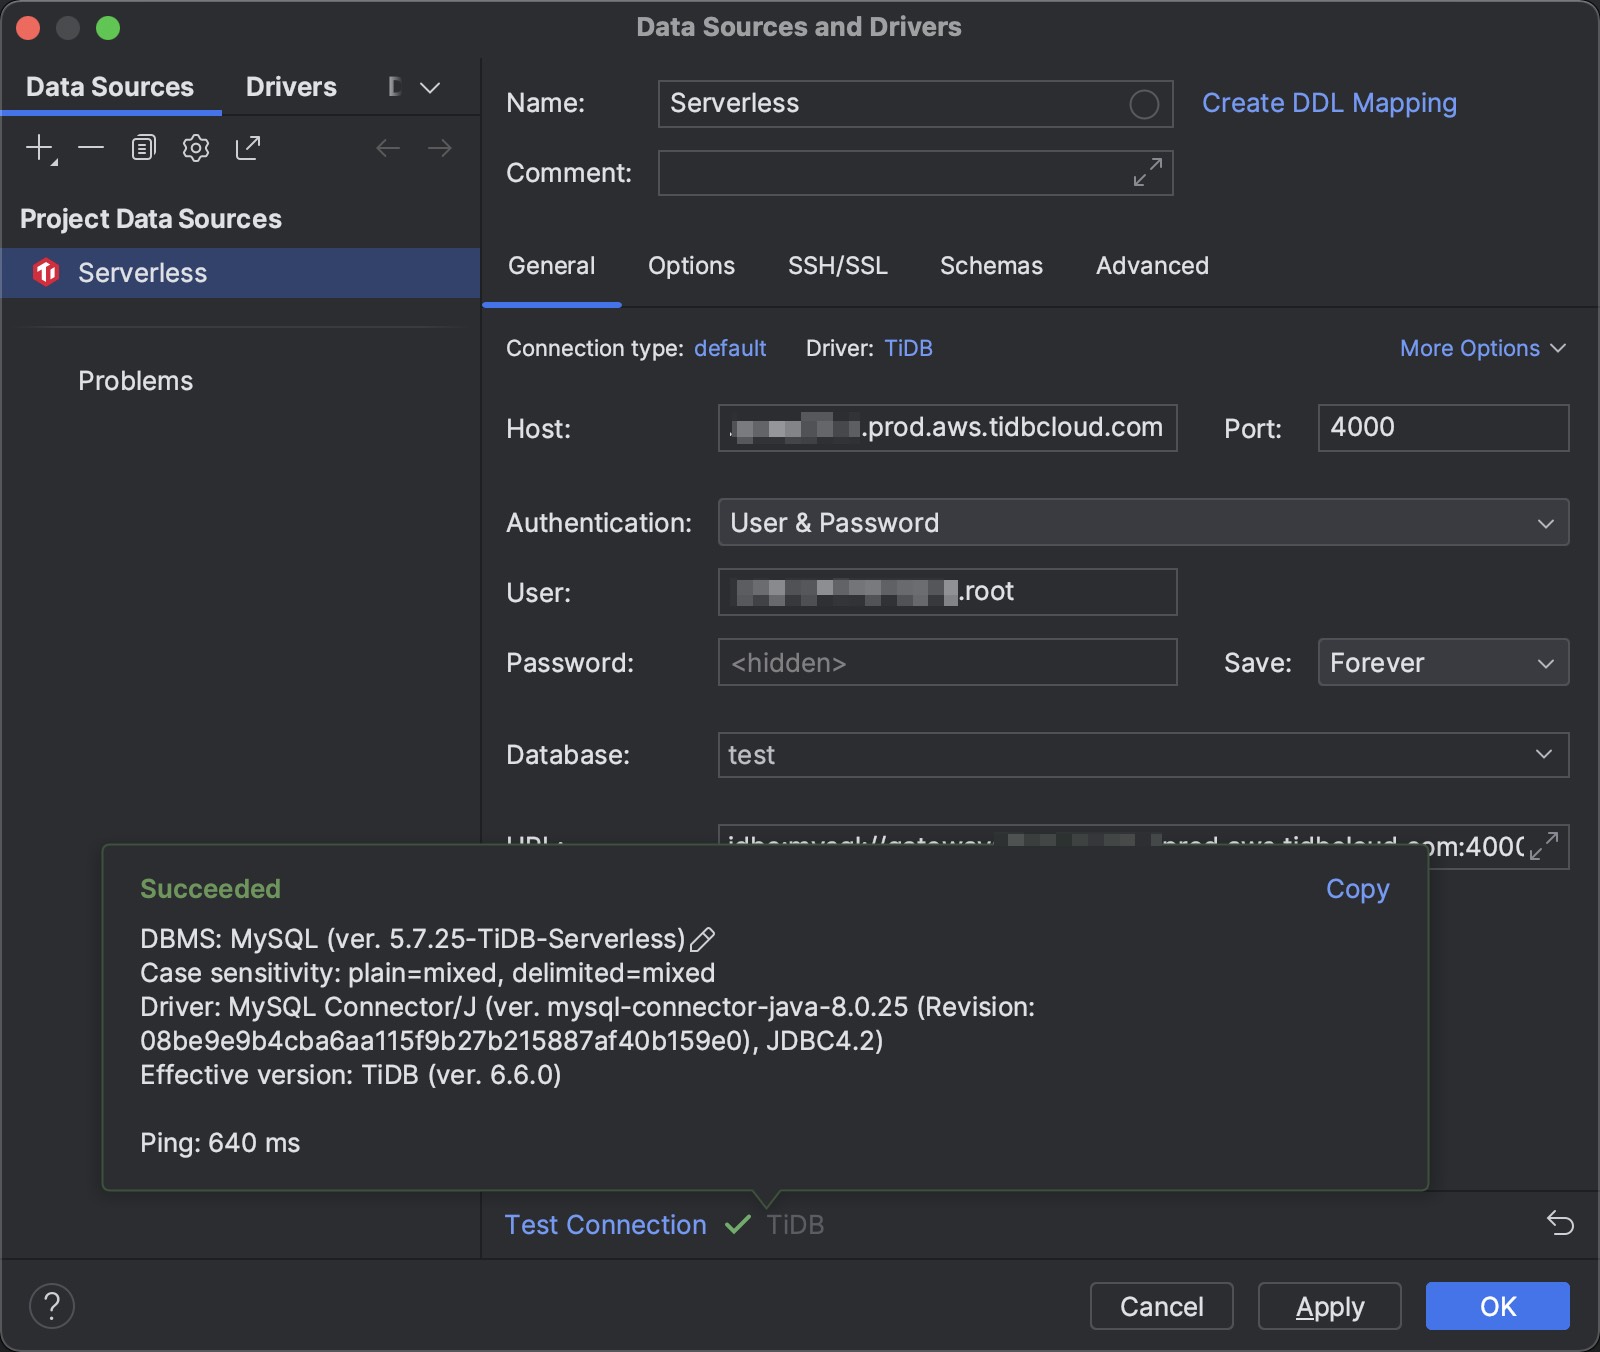 Data Sources and Drivers
Data Sources Drivers
Name: Serverless Create DDL Mapping
Comment:
Project Data Sources
Serverless
Problems
General Options SSH/SSL Schemas Advanced
Connection type: default Driver: TiDB More Options
Host: .prod.aws.tidbcloud.com Port: 4000
Authentication: User & Password
User: .root
Password: <hidden> Save: Forever
Database: test
URL: jdbc:mysql://gateway prod.aws.tidbcloud.com:4000
Succeeded Copy
DBMS: MySQL (ver. 5.7.25-TiDB-Serverless)
Case sensitivity: plain=mixed, delimited=mixed
Driver: MySQL Connector/J (ver. mysql-connector-java-8.0.25 (Revision:
08be9e9b4cba6aa115f9b27b215887af40b159e0), JDBC4.2)
Effective version: TiDB (ver. 6.6.0)
Ping: 640 ms
Test Connection TiDB
? Cancel Apply OK